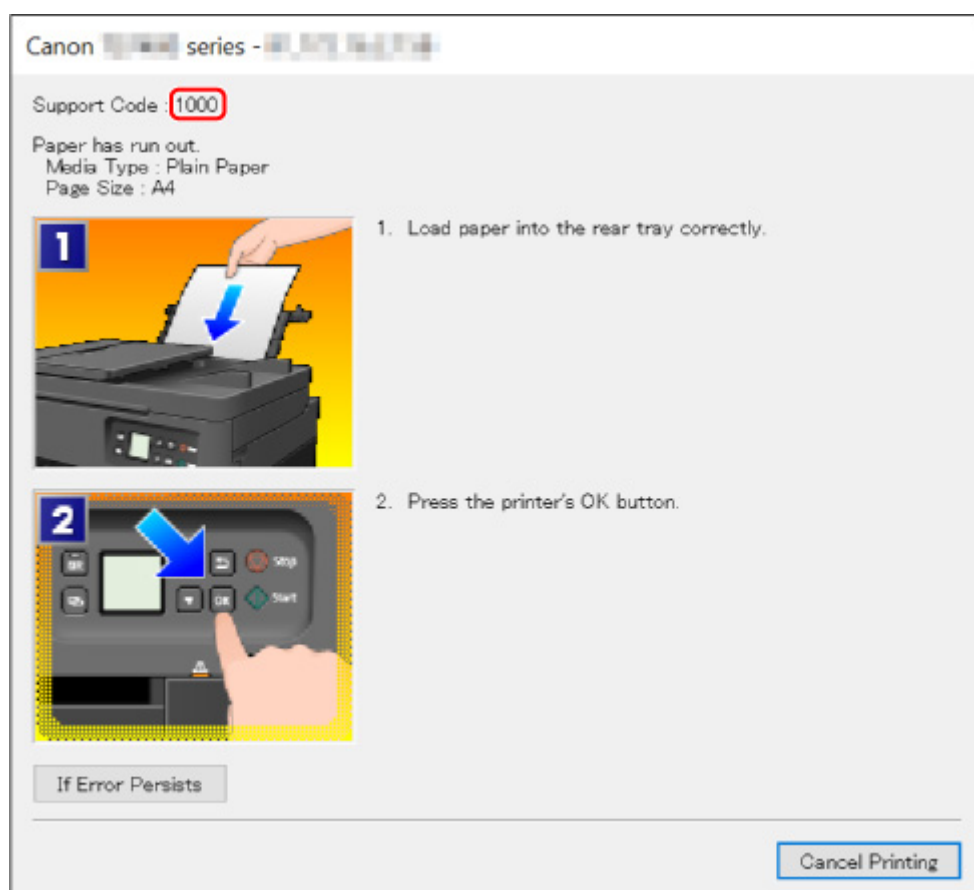 Canon series -
Support Code : 1000
Paper has run out.
Media Type : Plain Paper
Page Size : A4
1
1. Load paper into the rear tray correctly.
2
2. Press the printer's OK button.
Stop
OK
Start
If Error Persists
Cancel Printing